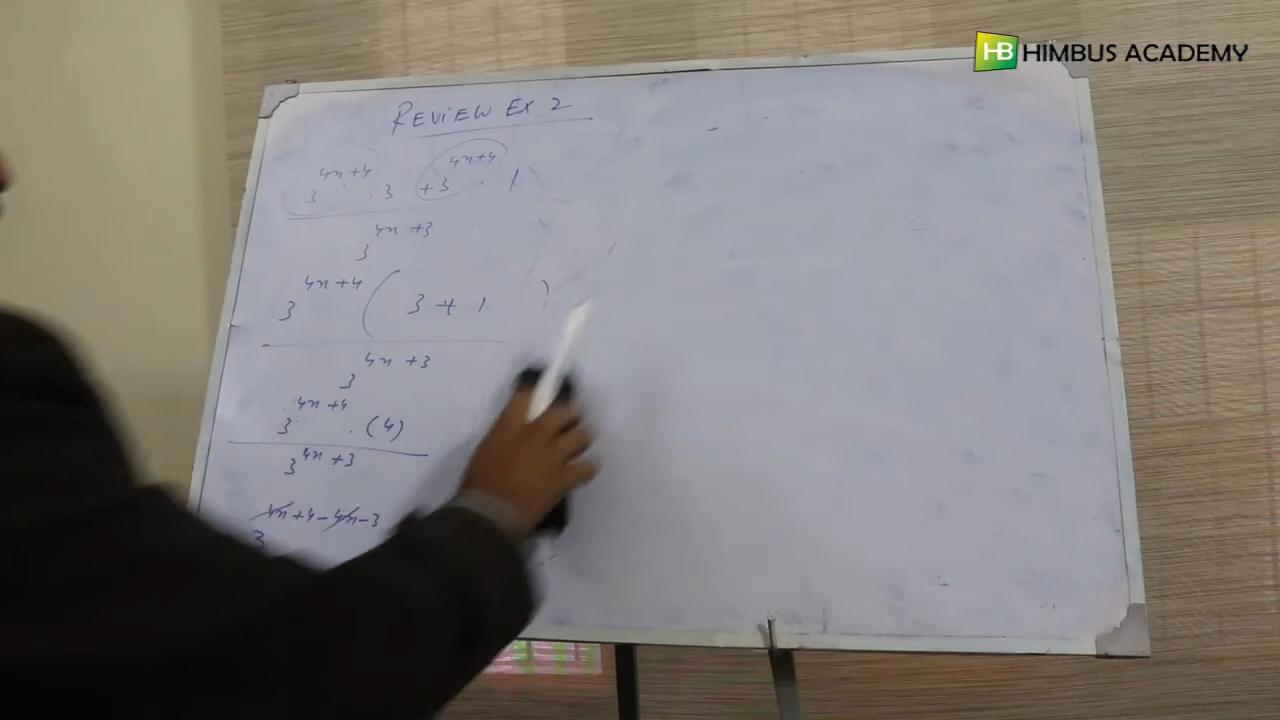 HB HIMBUS ACADEMY
REVIEW EX 2
3^{4n+4} . 3 + 3^{4n+4} . 1
3^{4n+3}
3^{4n+4} ( 3 + 1 )
3^{4n+3}
3^{4n+4} . (4)
3^{4n+3}
3^{4n+4-4n-3}